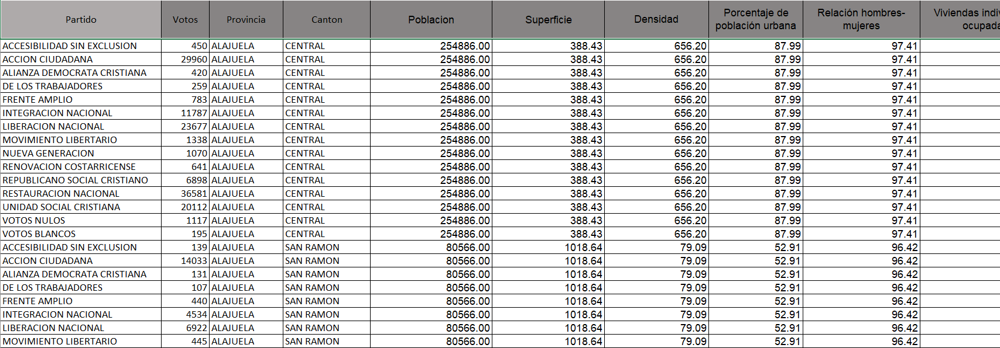 Partido Votos Provincia Canton Poblacion Superficie Densidad Porcentaje de población urbana Relación hombres-mujeres Viviendas indiv ocupada
ACCESIBILIDAD SIN EXCLUSION 450 ALAJUELA CENTRAL 254886.00 388.43 656.20 87.99 97.41
ACCION CIUDADANA 29960 ALAJUELA CENTRAL 254886.00 388.43 656.20 87.99 97.41
ALIANZA DEMOCRATA CRISTIANA 420 ALAJUELA CENTRAL 254886.00 388.43 656.20 87.99 97.41
DE LOS TRABAJADORES 259 ALAJUELA CENTRAL 254886.00 388.43 656.20 87.99 97.41
FRENTE AMPLIO 783 ALAJUELA CENTRAL 254886.00 388.43 656.20 87.99 97.41
INTEGRACION NACIONAL 11787 ALAJUELA CENTRAL 254886.00 388.43 656.20 87.99 97.41
LIBERACION NACIONAL 23677 ALAJUELA CENTRAL 254886.00 388.43 656.20 87.99 97.41
MOVIMIENTO LIBERTARIO 1338 ALAJUELA CENTRAL 254886.00 388.43 656.20 87.99 97.41
NUEVA GENERACION 1070 ALAJUELA CENTRAL 254886.00 388.43 656.20 87.99 97.41
RENOVACION COSTARRICENSE 641 ALAJUELA CENTRAL 254886.00 388.43 656.20 87.99 97.41
REPUBLICANO SOCIAL CRISTIANO 6898 ALAJUELA CENTRAL 254886.00 388.43 656.20 87.99 97.41
RESTAURACION NACIONAL 36581 ALAJUELA CENTRAL 254886.00 388.43 656.20 87.99 97.41
UNIDAD SOCIAL CRISTIANA 20112 ALAJUELA CENTRAL 254886.00 388.43 656.20 87.99 97.41
VOTOS NULOS 1117 ALAJUELA CENTRAL 254886.00 388.43 656.20 87.99 97.41
VOTOS BLANCOS 195 ALAJUELA CENTRAL 254886.00 388.43 656.20 87.99 97.41
ACCESIBILIDAD SIN EXCLUSION 139 ALAJUELA SAN RAMON 80566.00 1018.64 79.09 52.91 96.42
ACCION CIUDADANA 14033 ALAJUELA SAN RAMON 80566.00 1018.64 79.09 52.91 96.42
ALIANZA DEMOCRATA CRISTIANA 131 ALAJUELA SAN RAMON 80566.00 1018.64 79.09 52.91 96.42
DE LOS TRABAJADORES 107 ALAJUELA SAN RAMON 80566.00 1018.64 79.09 52.91 96.42
FRENTE AMPLIO 440 ALAJUELA SAN RAMON 80566.00 1018.64 79.09 52.91 96.42
INTEGRACION NACIONAL 4534 ALAJUELA SAN RAMON 80566.00 1018.64 79.09 52.91 96.42
LIBERACION NACIONAL 6922 ALAJUELA SAN RAMON 80566.00 1018.64 79.09 52.91 96.42
MOVIMIENTO LIBERTARIO 445 ALAJUELA SAN RAMON 80566.00 1018.64 79.09 52.91 96.42